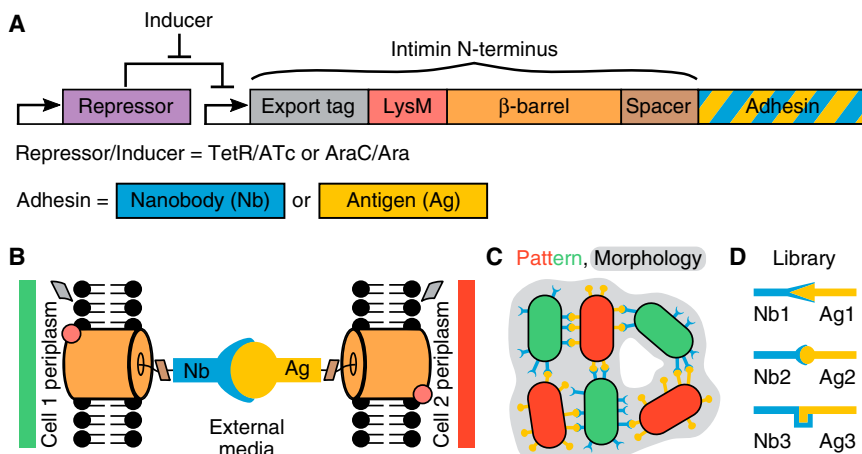 A
Inducer
Intimin N-terminus
Repressor
Export tag LysM β-barrel Spacer Adhesin
Repressor/Inducer = TetR/ATc or AraC/Ara
Adhesin = Nanobody (Nb) or Antigen (Ag)
B
Cell 1 periplasm
Nb Ag
External
media
Cell 2 periplasm
C Pattern, Morphology
D Library
Nb1 Ag1
Nb2 Ag2
Nb3 Ag3